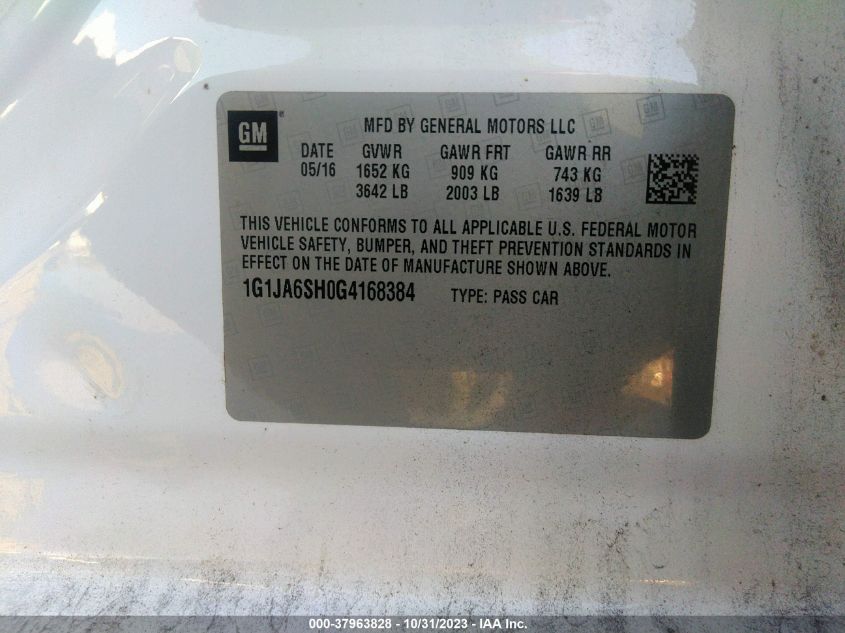 GM
MFD BY GENERAL MOTORS LLC
DATE GVWR GAWR FRT GAWR RR
05/16 1652 KG 909 KG 743 KG
3642 LB 2003 LB 1639 LB
THIS VEHICLE CONFORMS TO ALL APPLICABLE U.S. FEDERAL MOTOR
VEHICLE SAFETY, BUMPER, AND THEFT PREVENTION STANDARDS IN
EFFECT ON THE DATE OF MANUFACTURE SHOWN ABOVE.
1G1JA6SH0G4168384 TYPE: PASS CAR
000-37963828 - 10/31/2023 - IAA Inc.